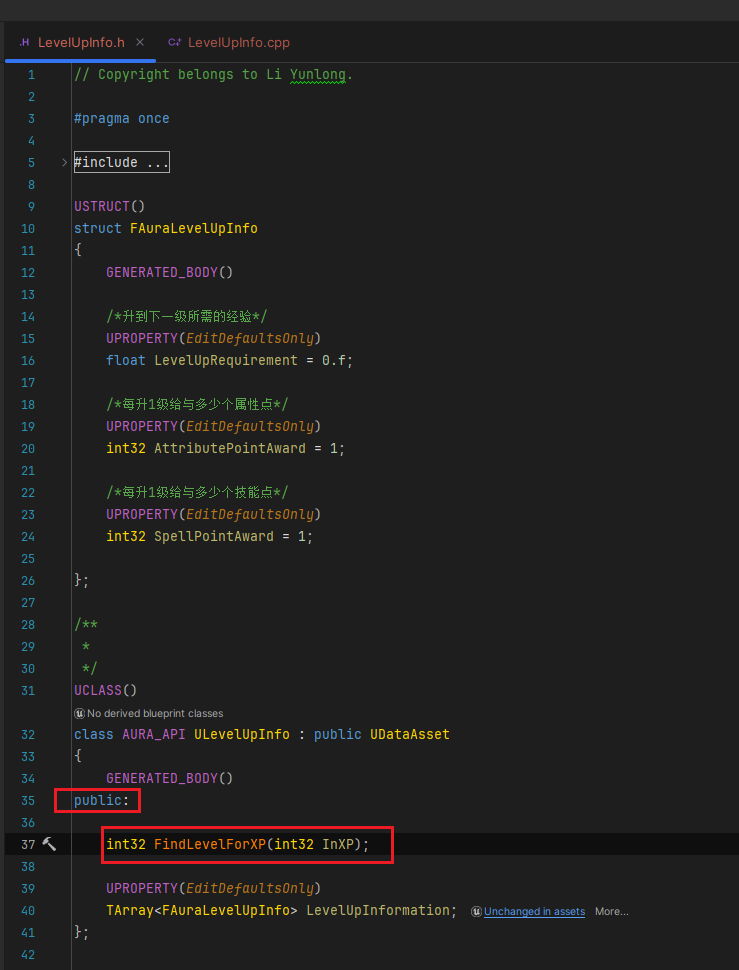 .H LevelUpInfo.h × C+ LevelUpInfo.cpp
1 // Copyright belongs to Li Yunlong.
2
3 #pragma once
4
5 #include ...
8
9 USTRUCT()
10 struct FAuraLevelUpInfo
11 {
12 GENERATED_BODY()
13
14 /*升到下一级所需的经验*/
15 UPROPERTY(EditDefaultsOnly)
16 float LevelUpRequirement = 0.f;
17
18 /*每升1级给与多少个属性点*/
19 UPROPERTY(EditDefaultsOnly)
20 int32 AttributePointAward = 1;
21
22 /*每升1级给与多少个技能点*/
23 UPROPERTY(EditDefaultsOnly)
24 int32 SpellPointAward = 1;
25
26 };
27
28 /**
29 *
30 */
31 UCLASS()
No derived blueprint classes
32 class AURA_API ULevelUpInfo : public UDataAsset
33 {
34 GENERATED_BODY()
35 public:
36
37 int32 FindLevelForXP(int32 InXP);
38
39 UPROPERTY(EditDefaultsOnly)
40 TArray<FAuraLevelUpInfo> LevelUpInformation; Unchanged in assets More...
41 };
42